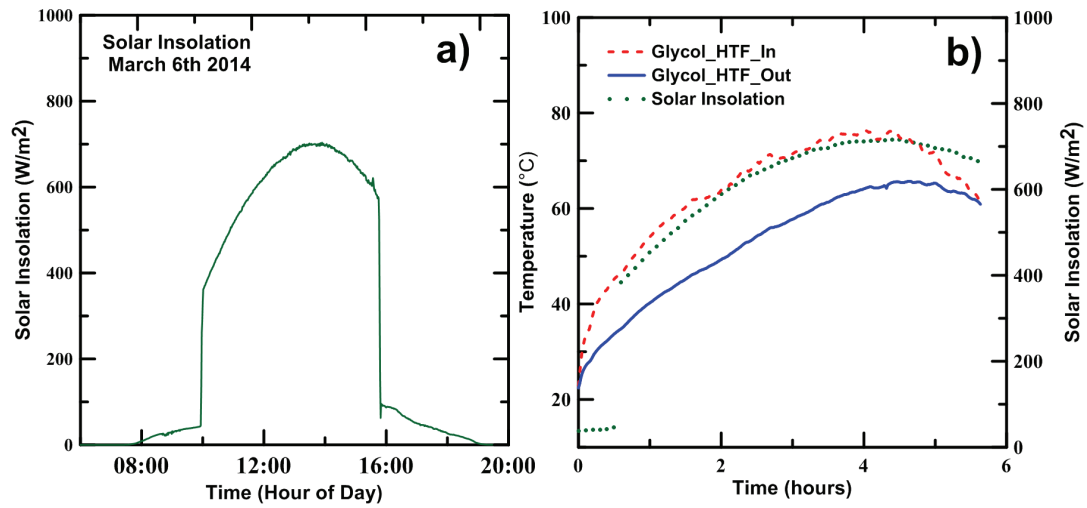 Solar Insolation
March 6th 2014
a)
1000
800
600
400
200
0
Solar Insolation (W/m2)
08:00
12:00
16:00
20:00
Time (Hour of Day)
b)
Glycol_HTF_In
Glycol_HTF_Out
Solar Insolation
100
80
60
40
20
Temperature (°C)
0
2
4
6
Time (hours)
1000
800
600
400
200
0
Solar Insolation (W/m2)